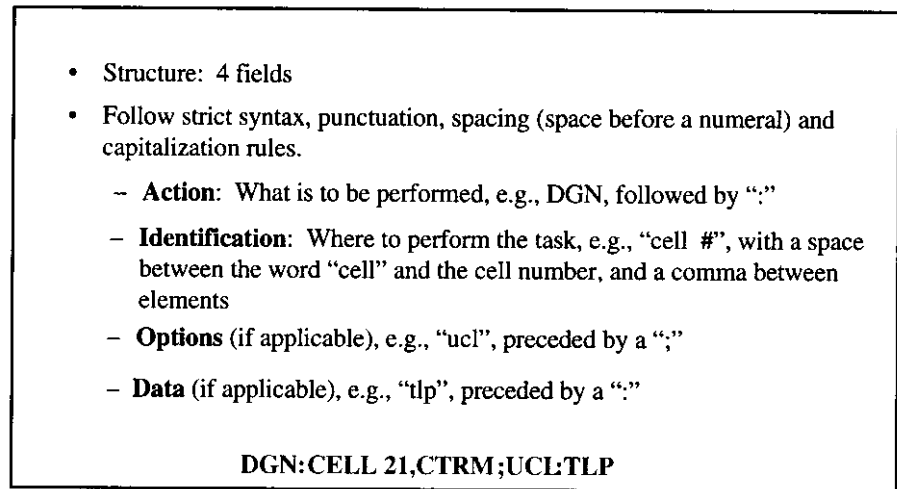 • Structure: 4 fields
• Follow strict syntax, punctuation, spacing (space before a numeral) and
capitalization rules.
– Action: What is to be performed, e.g., DGN, followed by “:”
– Identification: Where to perform the task, e.g., “cell #”, with a space
between the word “cell” and the cell number, and a comma between
elements
– Options (if applicable), e.g., “ucl”, preceded by a “;”
– Data (if applicable), e.g., “tlp”, preceded by a “:”
DGN:CELL 21,CTRM;UCL:TLP